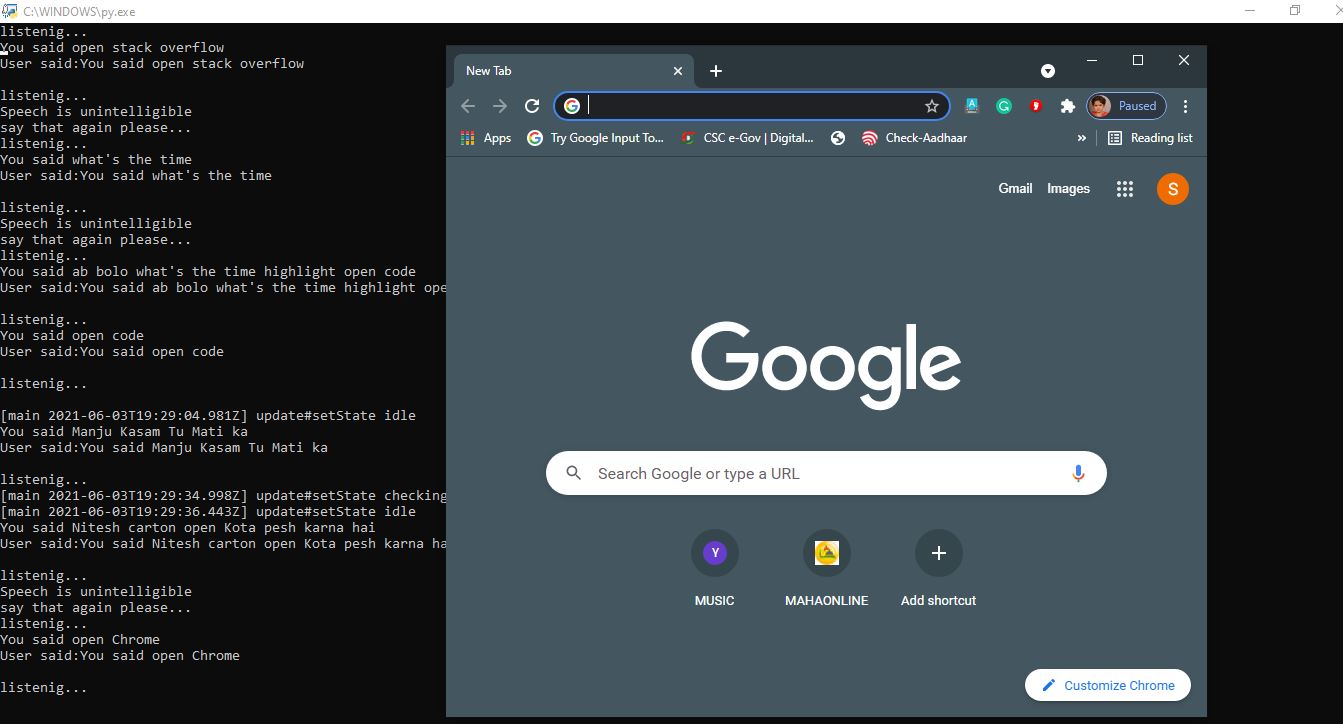 C:\WINDOWS\py.exe
listenig...
You said open stack overflow
User said:You said open stack overflow
listenig...
Speech is unintelligible
say that again please...
listenig...
You said what's the time
User said:You said what's the time
listenig...
Speech is unintelligible
say that again please...
listenig...
You said ab bolo what's the time highlight open code
User said:You said ab bolo what's the time highlight ope
listenig...
You said open code
User said:You said open code
listenig...
[main 2021-06-03T19:29:04.981Z] update#setState idle
You said Manju Kasam Tu Mati ka
User said:You said Manju Kasam Tu Mati ka
listenig...
[main 2021-06-03T19:29:34.998Z] update#setState checking
[main 2021-06-03T19:29:36.443Z] update#setState idle
You said Nitesh carton open Kota pesh karna hai
User said:You said Nitesh carton open Kota pesh karna ha
listenig...
Speech is unintelligible
say that again please...
listenig...
You said open Chrome
User said:You said open Chrome
listenig...
New Tab
Paused
Apps Try Google Input To... CSC e-Gov | Digital... Check-Aadhaar » Reading list
Gmail Images S
Google
Search Google or type a URL
Y
MUSIC MAHAONLINE Add shortcut
Customize Chrome